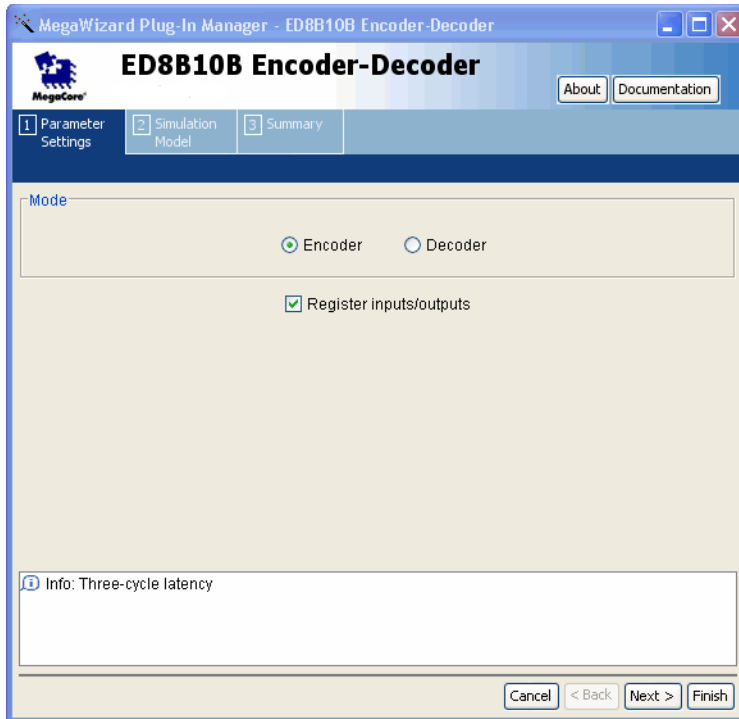 MegaWizard Plug-In Manager - ED8B10B Encoder-Decoder
ED8B10B Encoder-Decoder
MegaCore®
About Documentation
1 Parameter Settings
2 Simulation Model
3 Summary
Mode
Encoder Decoder
Register inputs/outputs
Info: Three-cycle latency
Cancel < Back Next > Finish